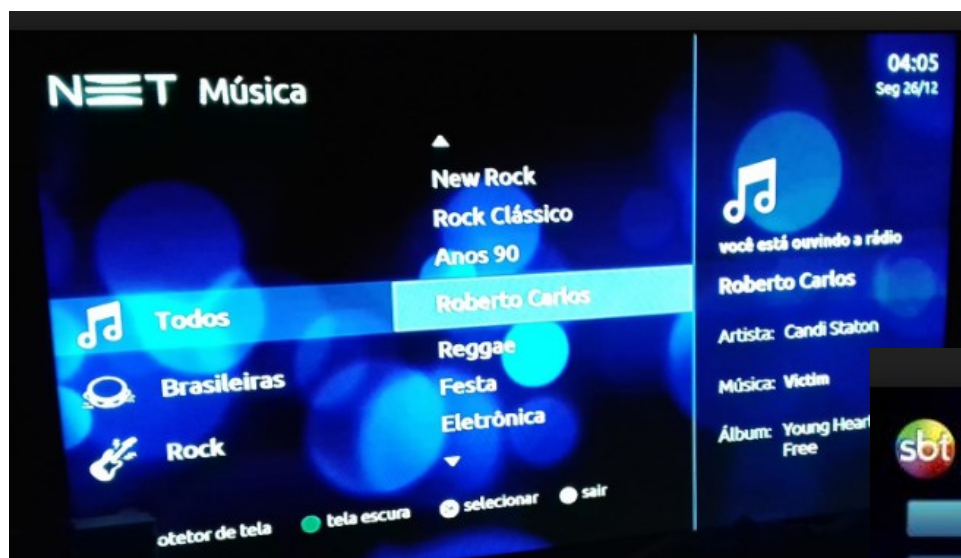 NET Música
New Rock
Rock Clássico
Anos 90
Roberto Carlos
Reggae
Festa
Eletrônica
Todos
Brasileiras
Rock
otetor de tela tela escura selecionar sair
04:05
Seg 26/12
você está ouvindo a rádio
Roberto Carlos
Artista: Candi Staton
Música: Victim
Álbum: Young Hear
Free
sbt